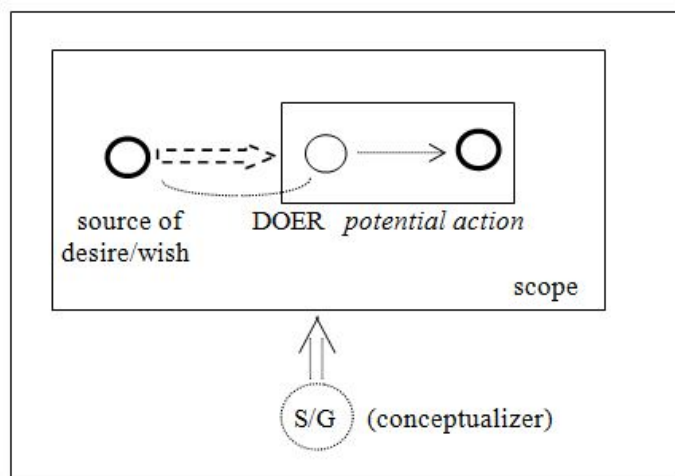 source of
desire/wish
DOER potential action
scope
S/G (conceptualizer)